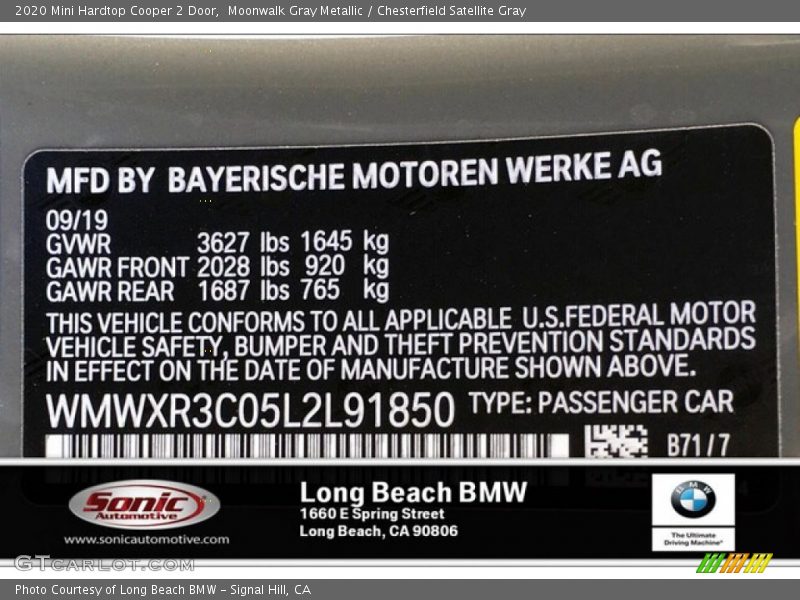 2020 Mini Hardtop Cooper 2 Door, Moonwalk Gray Metallic / Chesterfield Satellite Gray
MFD BY BAYERISCHE MOTOREN WERKE AG
09/19
GVWR 3627 lbs 1645 kg
GAWR FRONT 2028 lbs 920 kg
GAWR REAR 1687 lbs 765 kg
THIS VEHICLE CONFORMS TO ALL APPLICABLE U.S.FEDERAL MOTOR
VEHICLE SAFETY, BUMPER AND THEFT PREVENTION STANDARDS
IN EFFECT ON THE DATE OF MANUFACTURE SHOWN ABOVE.
WMWXR3C05L2L91850 TYPE: PASSENGER CAR
B71/7
Sonic
Automotive
www.sonicautomotive.com
Long Beach BMW
1660 E Spring Street
Long Beach, CA 90806
BMW
The Ultimate
Driving Machine®
GTcarlot.com
Photo Courtesy of Long Beach BMW - Signal Hill, CA